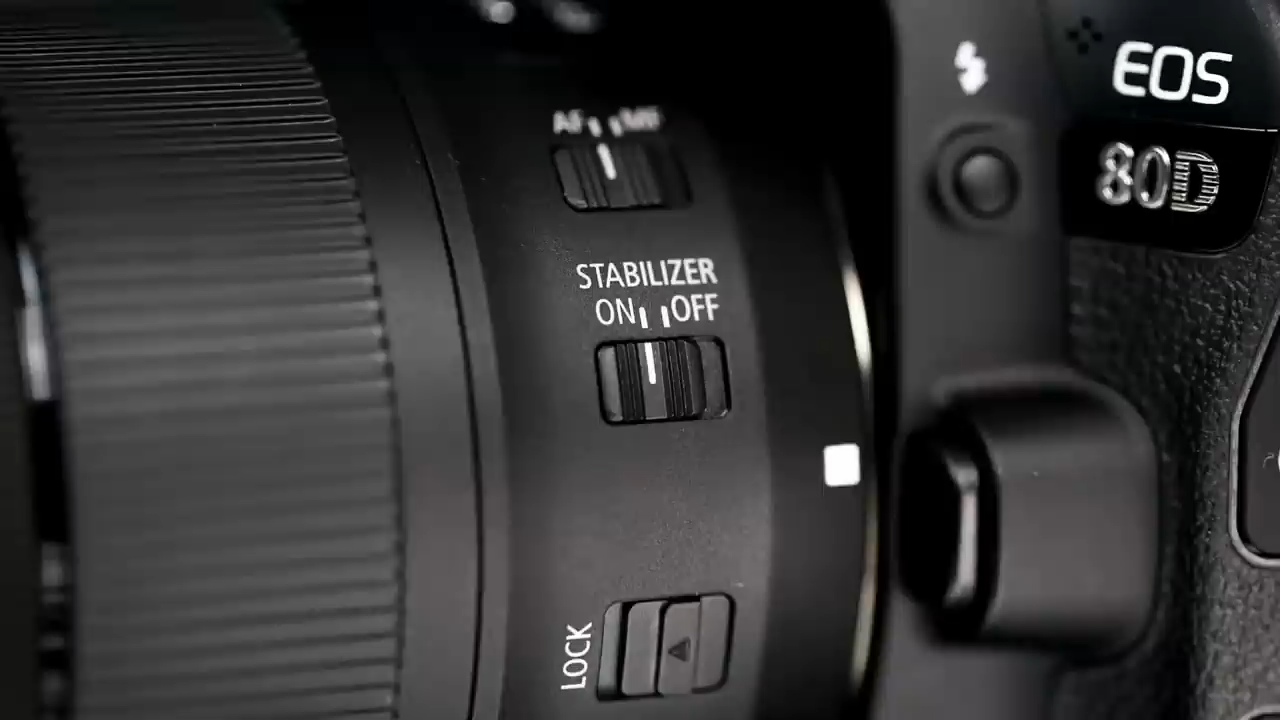 AF MF
STABILIZER
ON OFF
LOCK
EOS
80D